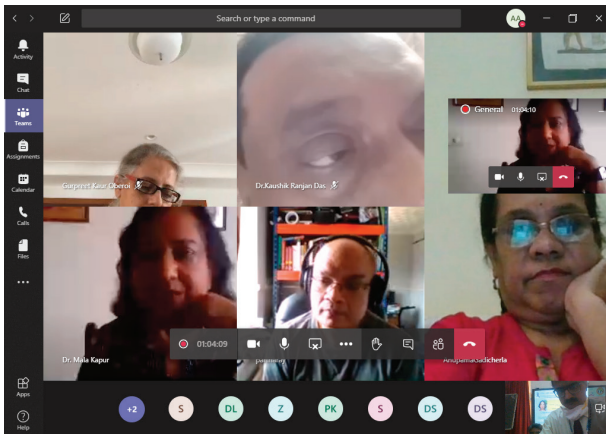 Search or type a command
AA
Activity
Chat
Teams
Assignments
Calendar
Calls
Files
Apps
Help
General 01:04:10
Gurpreet Kaur Oberoi
Dr.Kaushik Ranjan Das
01:04:09
Dr. Mala Kapur
+2
S
DL
Z
PK
S
DS
DS